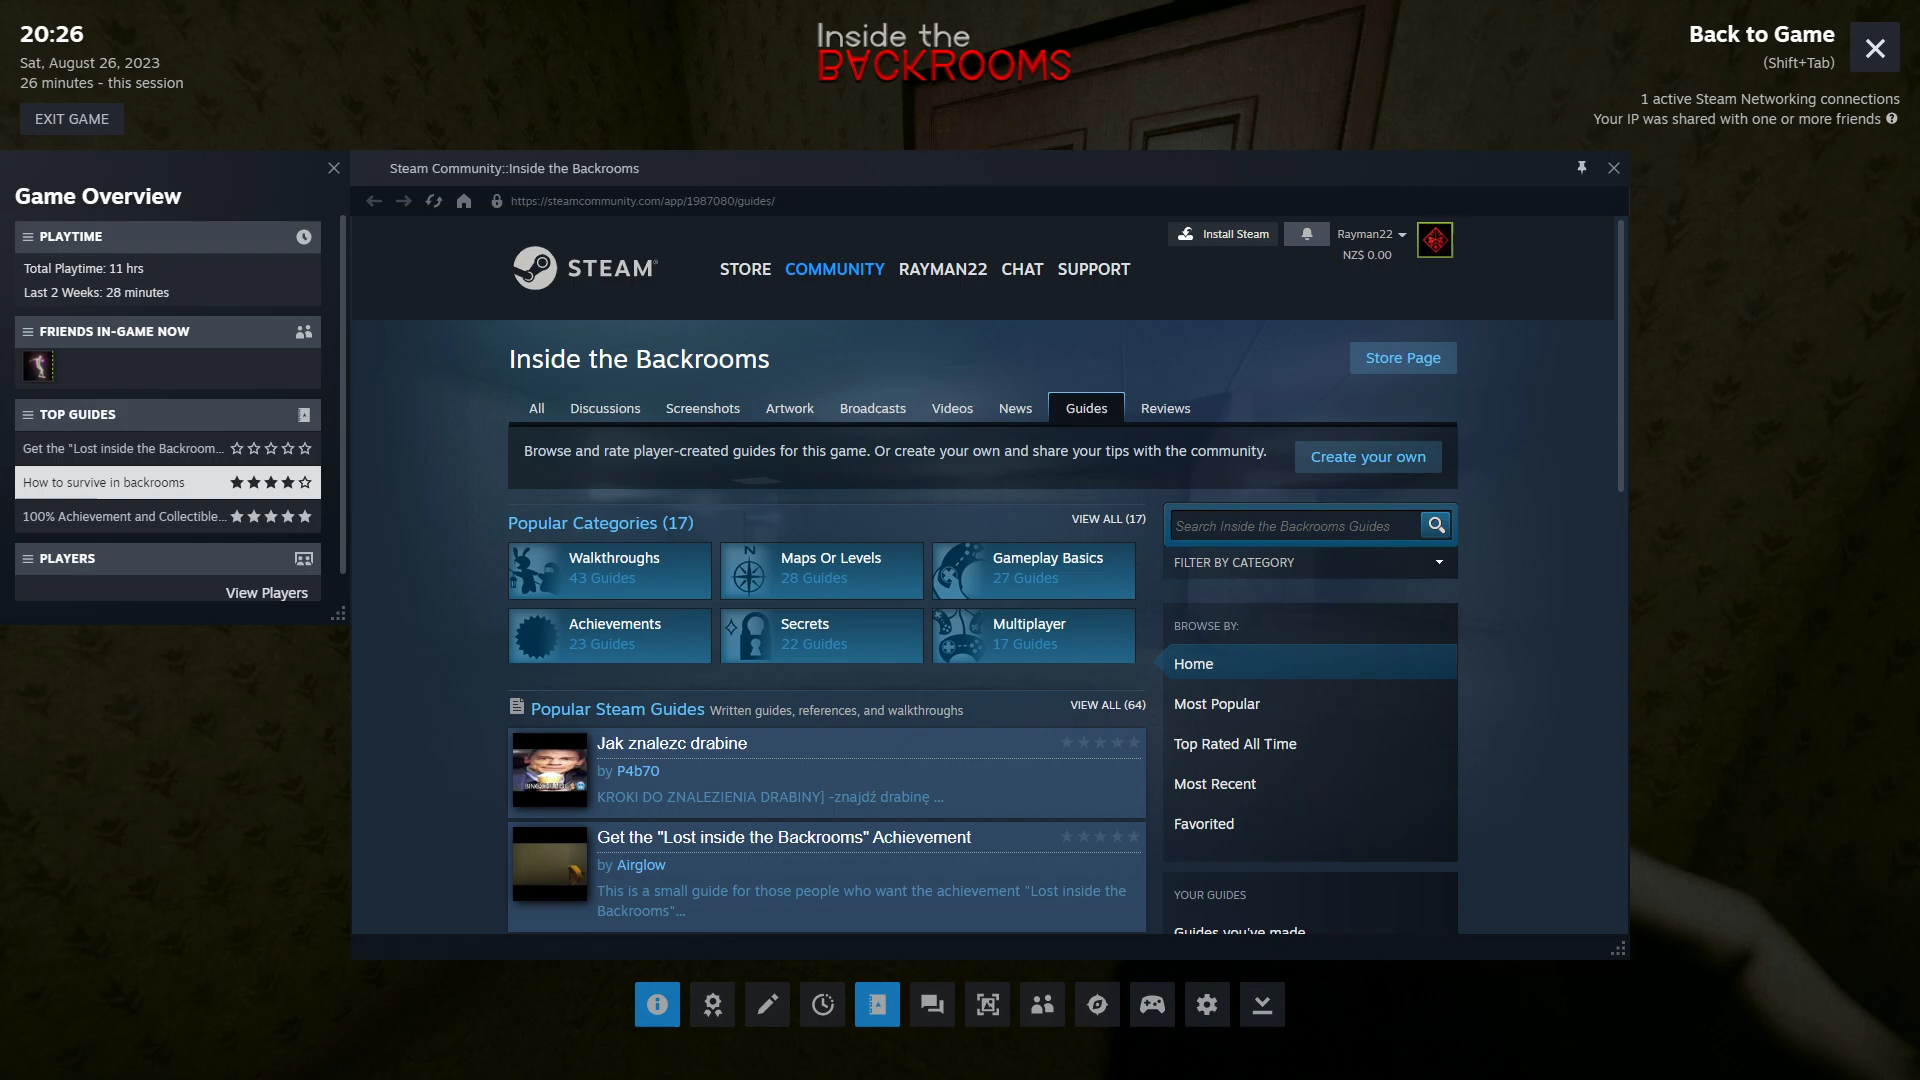 20:26
Sat, August 26, 2023
26 minutes - this session
EXIT GAME
Inside the
BACKROOMS
Back to Game
(Shift+Tab)
1 active Steam Networking connections
Your IP was shared with one or more friends
Game Overview
PLAYTIME
Total Playtime: 11 hrs
Last 2 Weeks: 28 minutes
FRIENDS IN-GAME NOW
TOP GUIDES
Get the "Lost inside the Backroom...
How to survive in backrooms
100% Achievement and Collectible...
PLAYERS
View Players
Steam Community::Inside the Backrooms
https://steamcommunity.com/app/1987080/guides/
Install Steam
Rayman22
NZ$ 0.00
STEAM
STORE COMMUNITY RAYMAN22 CHAT SUPPORT
Inside the Backrooms
Store Page
All Discussions Screenshots Artwork Broadcasts Videos News Guides Reviews
Browse and rate player-created guides for this game. Or create your own and share your tips with the community.
Create your own
Popular Categories (17)
VIEW ALL (17)
Walkthroughs
43 Guides
Maps Or Levels
28 Guides
Gameplay Basics
27 Guides
Achievements
23 Guides
Secrets
22 Guides
Multiplayer
17 Guides
Popular Steam Guides Written guides, references, and walkthroughs
VIEW ALL (64)
Jak znalezc drabine
by P4b70
KROKI DO ZNALEZIENIA DRABINY] -znajdź drabinę ...
Get the "Lost inside the Backrooms" Achievement
by Airglow
This is a small guide for those people who want the achievement "Lost inside the
Backrooms"...
Search Inside the Backrooms Guides
FILTER BY CATEGORY
BROWSE BY:
Home
Most Popular
Top Rated All Time
Most Recent
Favorited
YOUR GUIDES
Guides you've made